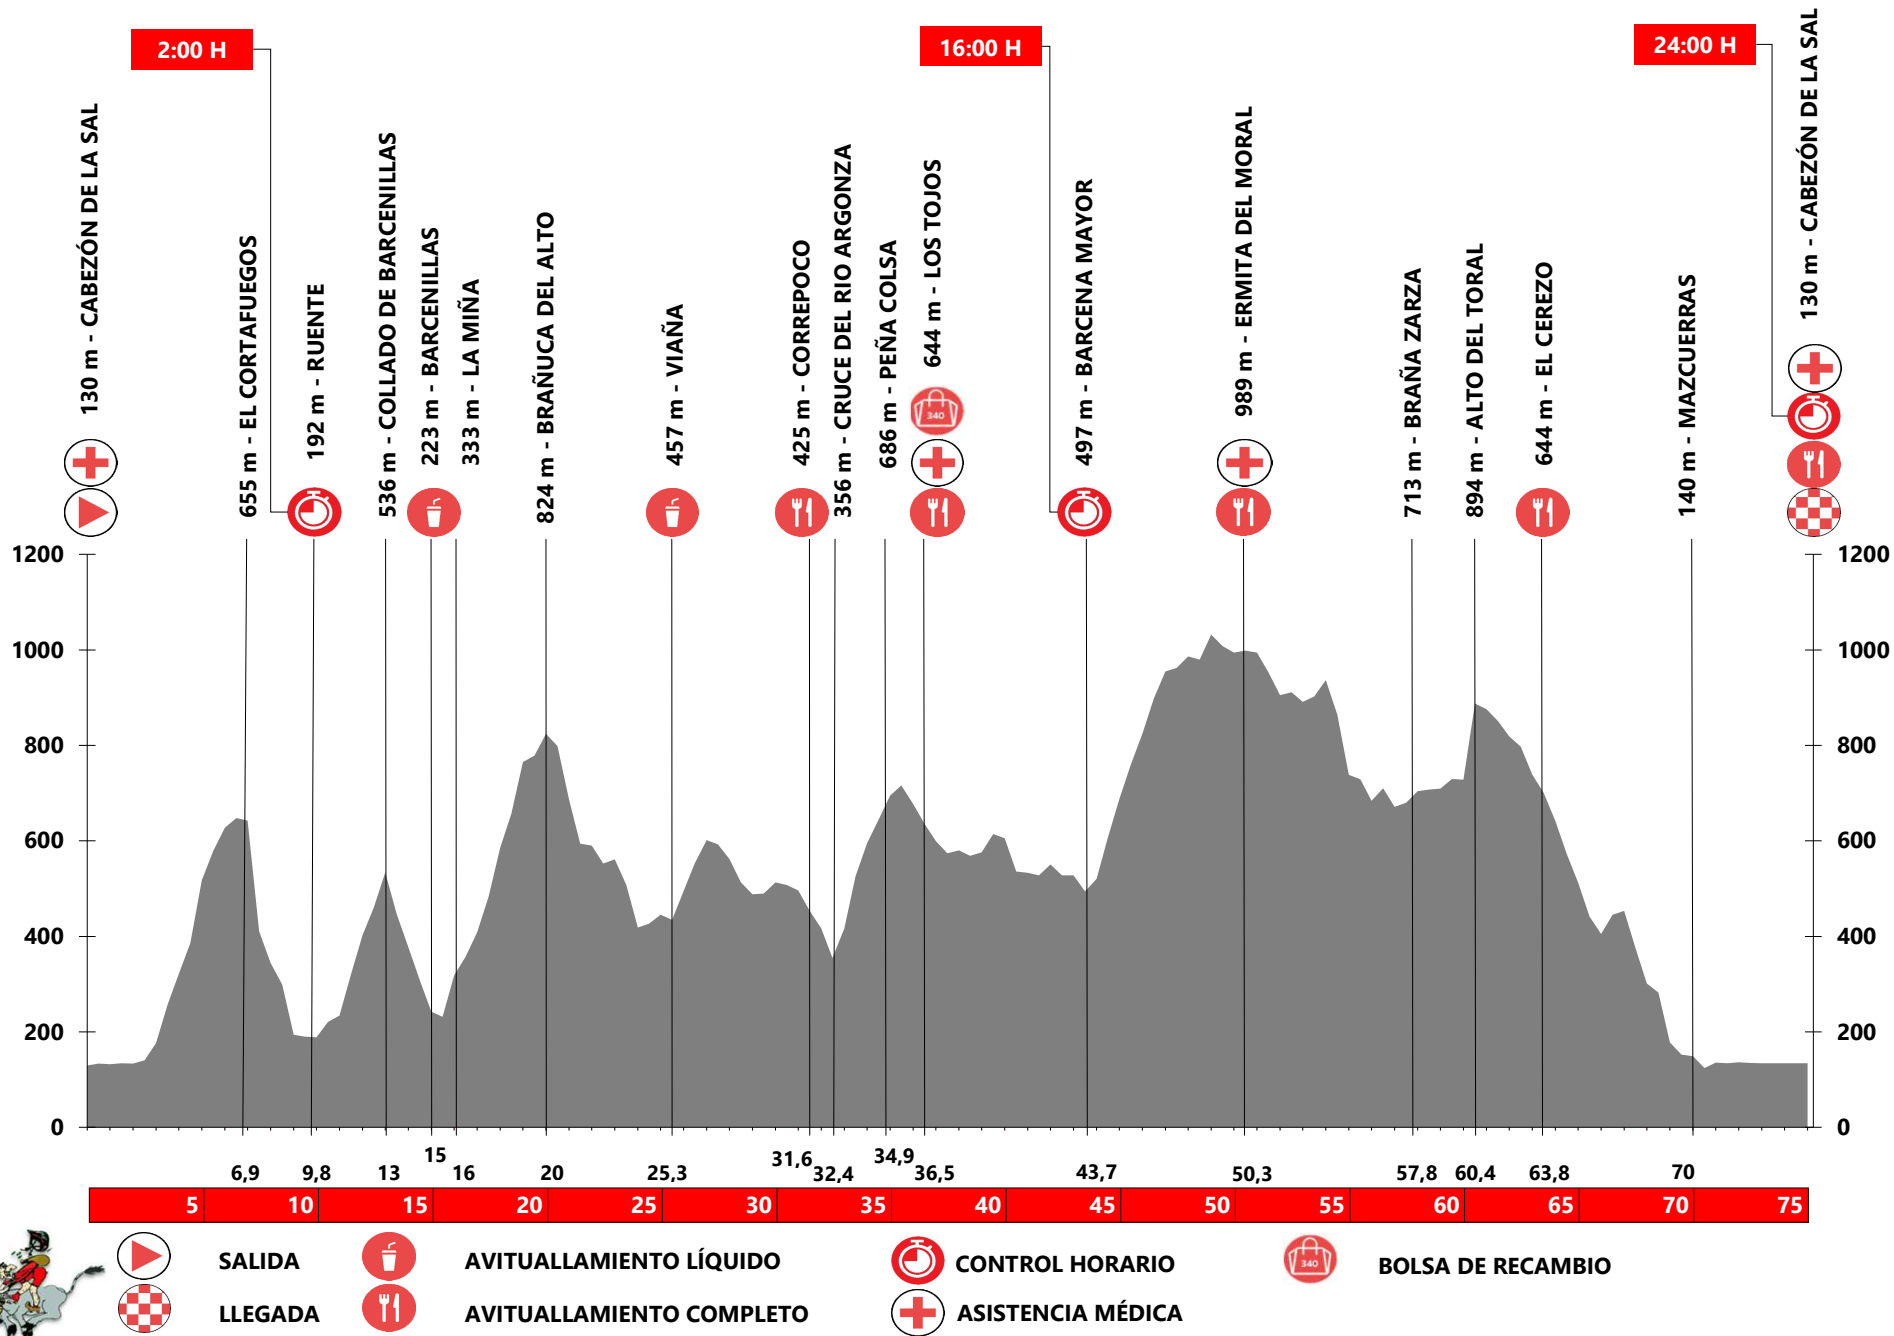 2:00 H
16:00 H
24:00 H
130 m - CABEZÓN DE LA SAL
655 m - EL CORTAFUEGOS
192 m - RUENTE
536 m - COLLADO DE BARCENILLAS
223 m - BARCENILLAS
333 m - LA MIÑA
824 m - BRAÑUCA DEL ALTO
457 m - VIAÑA
425 m - CORREPOCO
356 m - CRUCE DEL RIO ARGONZA
686 m - PEÑA COLSA
644 m - LOS TOJOS
340
497 m - BARCENA MAYOR
989 m - ERMITA DEL MORAL
713 m - BRAÑA ZARZA
894 m - ALTO DEL TORAL
644 m - EL CEREZO
140 m - MAZCUERRAS
130 m - CABEZÓN DE LA SAL
1200 1200
1000 1000
800 800
600 600
400 400
200 200
0 0
6,9 9,8 13 15 16 20 25,3 31,6 32,4 34,9 36,5 43,7 50,3 57,8 60,4 63,8 70
5 10 15 20 25 30 35 40 45 50 55 60 65 70 75
SALIDA
AVITUALLAMIENTO LÍQUIDO
CONTROL HORARIO
340
BOLSA DE RECAMBIO
LLEGADA
AVITUALLAMIENTO COMPLETO
ASISTENCIA MÉDICA